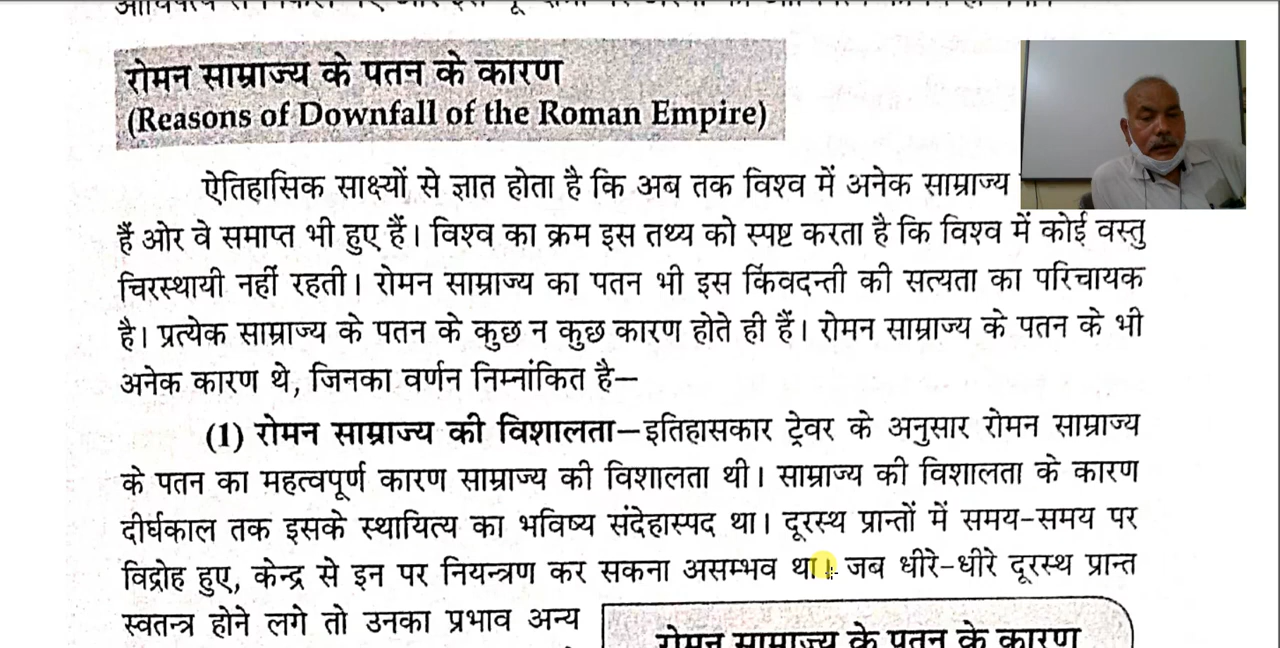 रोमन साम्राज्य के पतन के कारण
(Reasons of Downfall of the Roman Empire)
ऐतिहासिक साक्ष्यों से ज्ञात होता है कि अब तक विश्व में अनेक साम्राज्य
हैं ओर वे समाप्त भी हुए हैं। विश्व का क्रम इस तथ्य को स्पष्ट करता है कि विश्व में कोई वस्तु
चिरस्थायी नहीं रहती। रोमन साम्राज्य का पतन भी इस किंवदन्ती की सत्यता का परिचायक
है। प्रत्येक साम्राज्य के पतन के कुछ न कुछ कारण होते ही हैं। रोमन साम्राज्य के पतन के भी
अनेक कारण थे, जिनका वर्णन निम्नांकित है–
(1) रोमन साम्राज्य की विशालता–इतिहासकार ट्रेवर के अनुसार रोमन साम्राज्य
के पतन का महत्वपूर्ण कारण साम्राज्य की विशालता थी। साम्राज्य की विशालता के कारण
दीर्घकाल तक इसके स्थायित्य का भविष्य संदेहास्पद था। दूरस्थ प्रान्तों में समय-समय पर
विद्रोह हुए, केन्द्र से इन पर नियन्त्रण कर सकना असम्भव था। जब धीरे-धीरे दूरस्थ प्रान्त
स्वतन्त्र होने लगे तो उनका प्रभाव अन्य
रोमन साम्राज्य के पतन के कारण